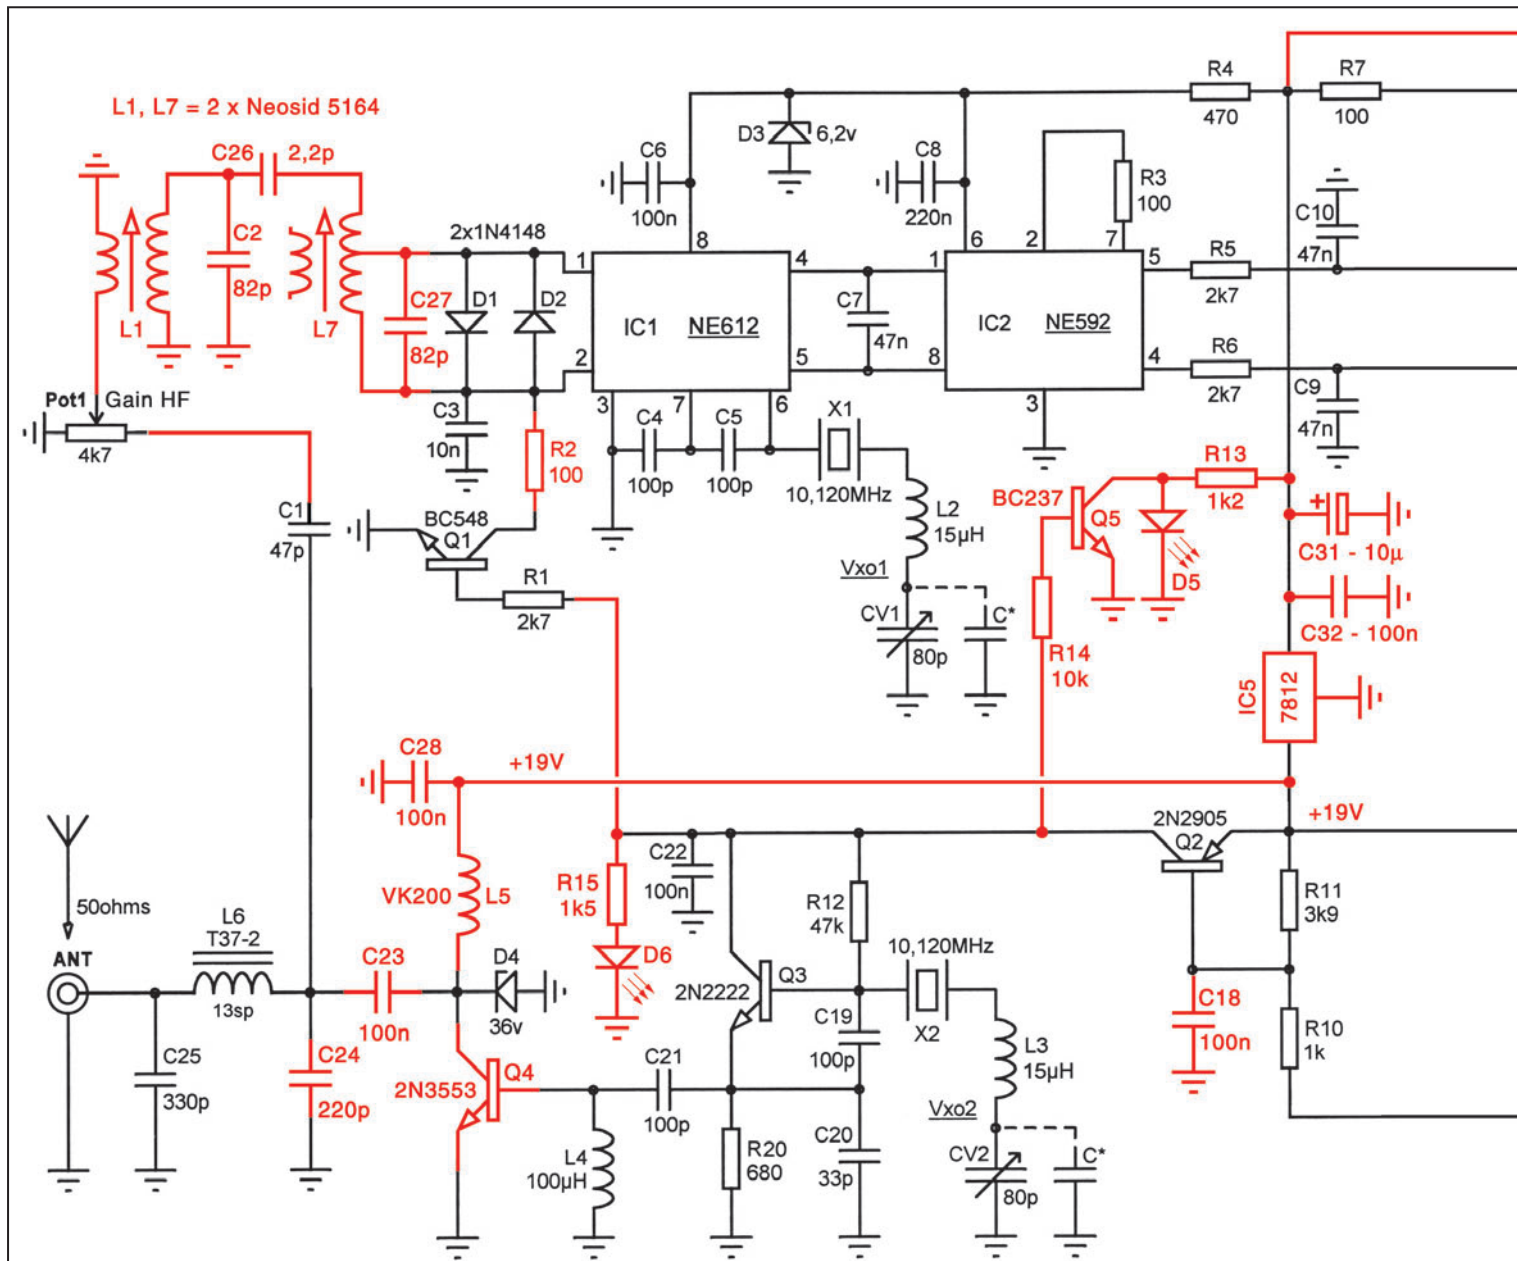 L1, L7 = 2 x Neosid 5164
C26 2,2p
C2
82p
L1
L7
C27
82p
2x1N4148
D1
D2
C6
100n
D3
6,2v
C8
220n
R3
100
R4
470
R7
100
C10
47n
8
1
4
IC1 NE612
2
5
3
7
6
C7
47n
6
2
7
1
5
IC2 NE592
8
4
3
R5
2k7
R6
2k7
C9
47n
Pot1 Gain HF
4k7
C3
10n
R2
100
C4
100p
C5
100p
X1
10,120MHz
L2
15µH
Vxo1
CV1
80p
C*
C1
47p
BC548
Q1
R1
2k7
BC237
Q5
R13
1k2
D5
R14
10k
+
C31 - 10µ
C32 - 100n
IC5
7812
C28
100n
+19V
+19V
2N2905
Q2
VK200 L5
R15
1k5
D6
C22
100n
R12
47k
10,120MHz
X2
R11
3k9
50ohms
ANT
L6
T37-2
13sp
C23
100n
D4
36v
2N2222
Q3
C19
100p
L3
15µH
C18
100n
R10
1k
C25
330p
C24
220p
2N3553
Q4
C21
100p
L4
100µH
R20
680
C20
33p
Vxo2
CV2
80p
C*